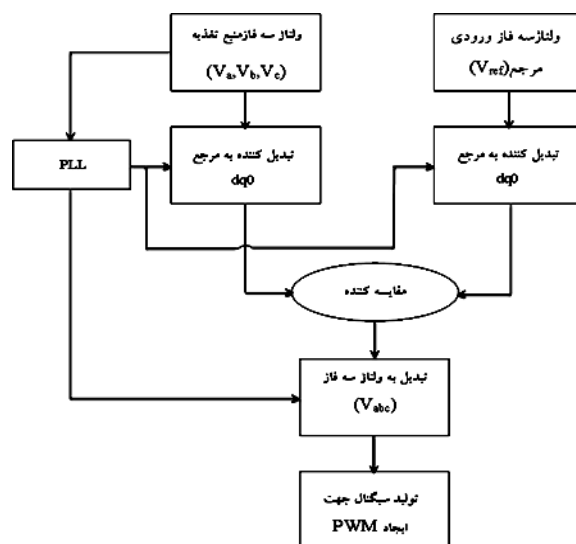 ولتاژ سه فازمنبع تغذیه
(Va,Vb,Vc)
ولتاژسه فاز ورودی
مرجع(Vref)
PLL
تبدیل کننده به مرجع
dq0
تبدیل کننده به مرجع
dq0
مقایسه کننده
تبدیل به ولتاژ سه فاز
(Vabc)
تولید سیگنال جهت
ایجاد PWM